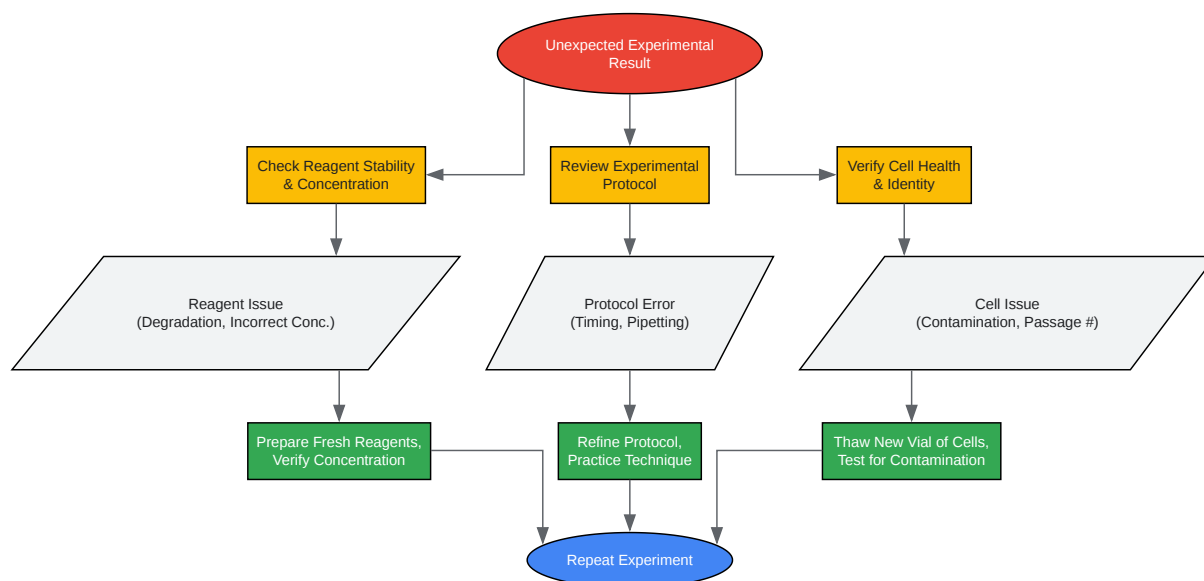 Unexpected Experimental
Result
Check Reagent Stability
& Concentration
Review Experimental
Protocol
Verify Cell Health
& Identity
Reagent Issue
(Degradation, Incorrect Conc.)
Protocol Error
(Timing, Pipetting)
Cell Issue
(Contamination, Passage #)
Prepare Fresh Reagents,
Verify Concentration
Refine Protocol,
Practice Technique
Thaw New Vial of Cells,
Test for Contamination
Repeat Experiment